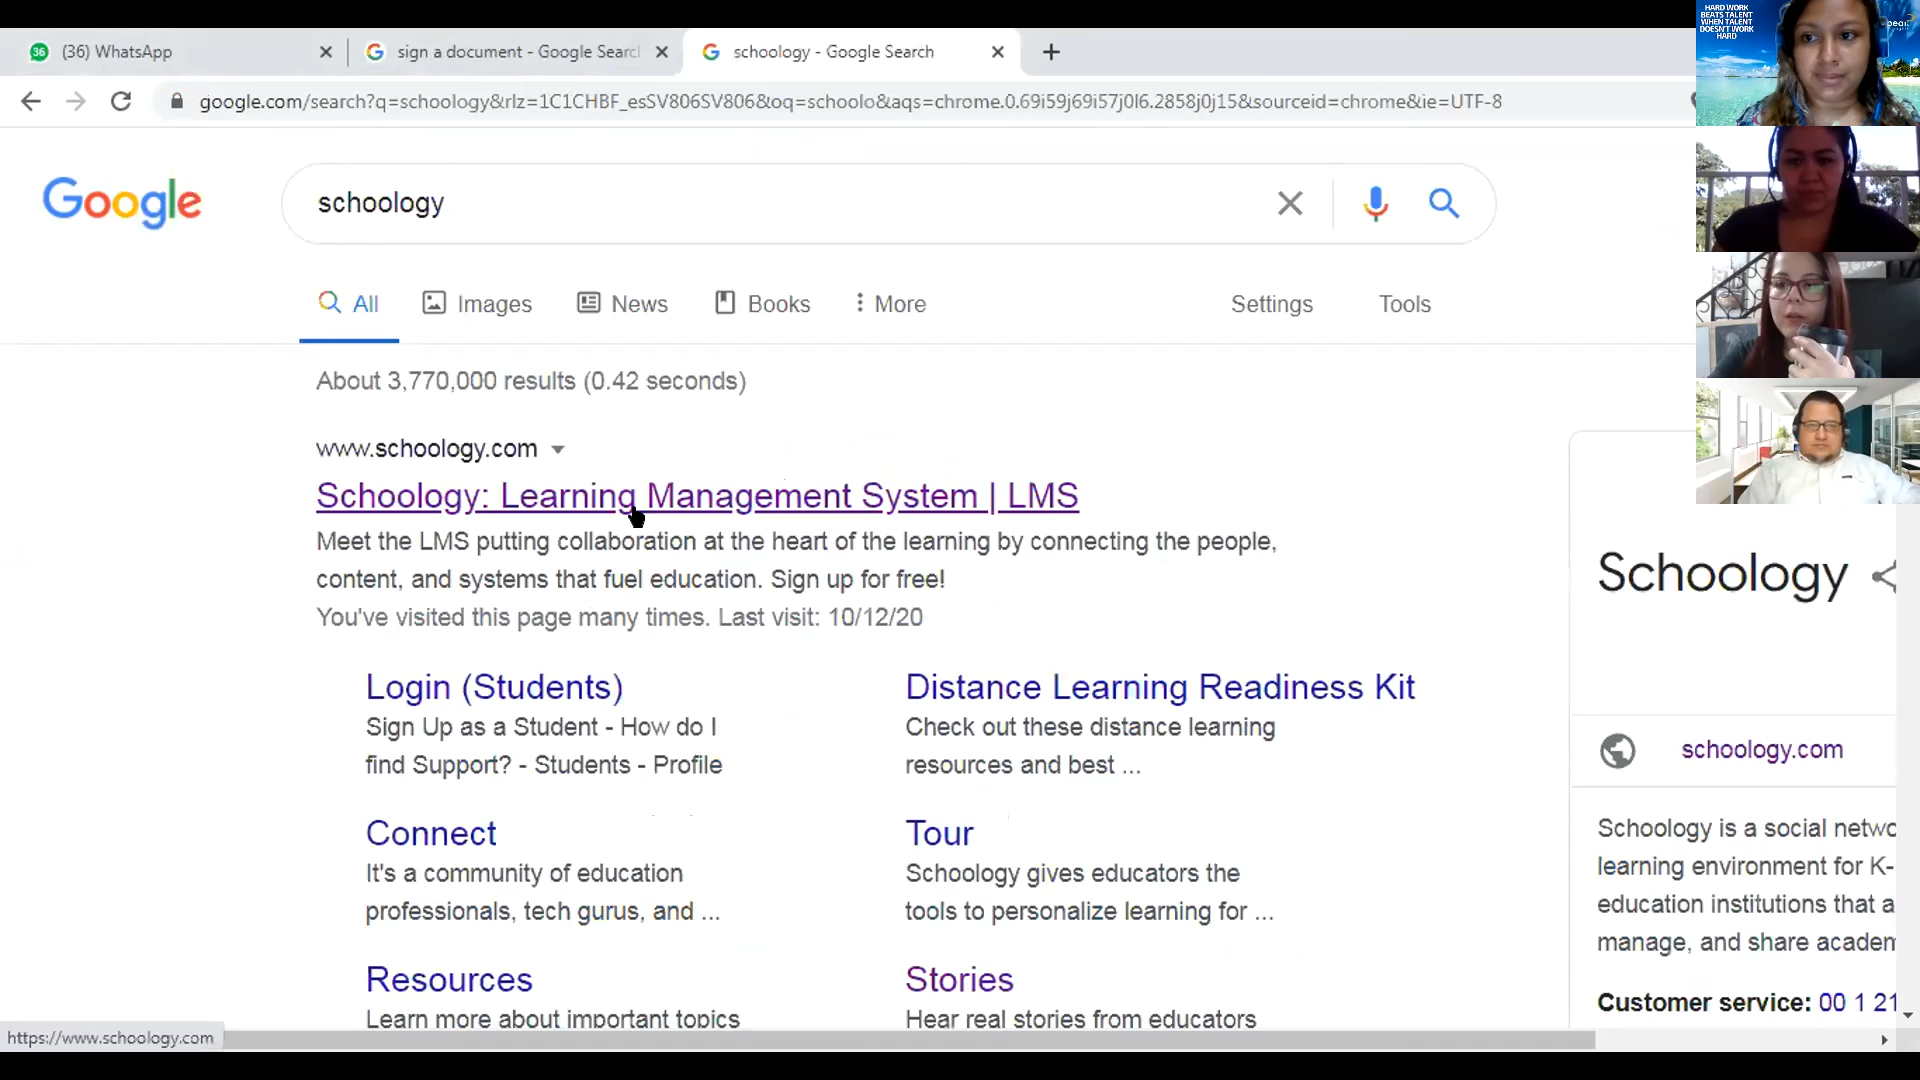 (36) WhatsApp
sign a document - Google Searc
schoology - Google Search
google.com/search?q=schoology&rlz=1C1CHBF_esSV806SV806&oq=schoolo&aqs=chrome.0.69i59j69i57j0l6.2858j0j15&sourceid=chrome&ie=UTF-8
HARD WORK
BEATS TALENT
WHEN TALENT
DOESN'T WORK
HARD
Google
schoology
All
Images
News
Books
More
Settings
Tools
About 3,770,000 results (0.42 seconds)
www.schoology.com
Schoology: Learning Management System | LMS
Meet the LMS putting collaboration at the heart of the learning by connecting the people,
content, and systems that fuel education. Sign up for free!
You've visited this page many times. Last visit: 10/12/20
Login (Students)
Sign Up as a Student - How do I
find Support? - Students - Profile
Distance Learning Readiness Kit
Check out these distance learning
resources and best ...
Connect
It's a community of education
professionals, tech gurus, and ...
Tour
Schoology gives educators the
tools to personalize learning for ...
Resources
Learn more about important topics
Stories
Hear real stories from educators
Schoology
schoology.com
Schoology is a social netwo
learning environment for K-
education institutions that a
manage, and share academ
Customer service: 00 1 21
https://www.schoology.com